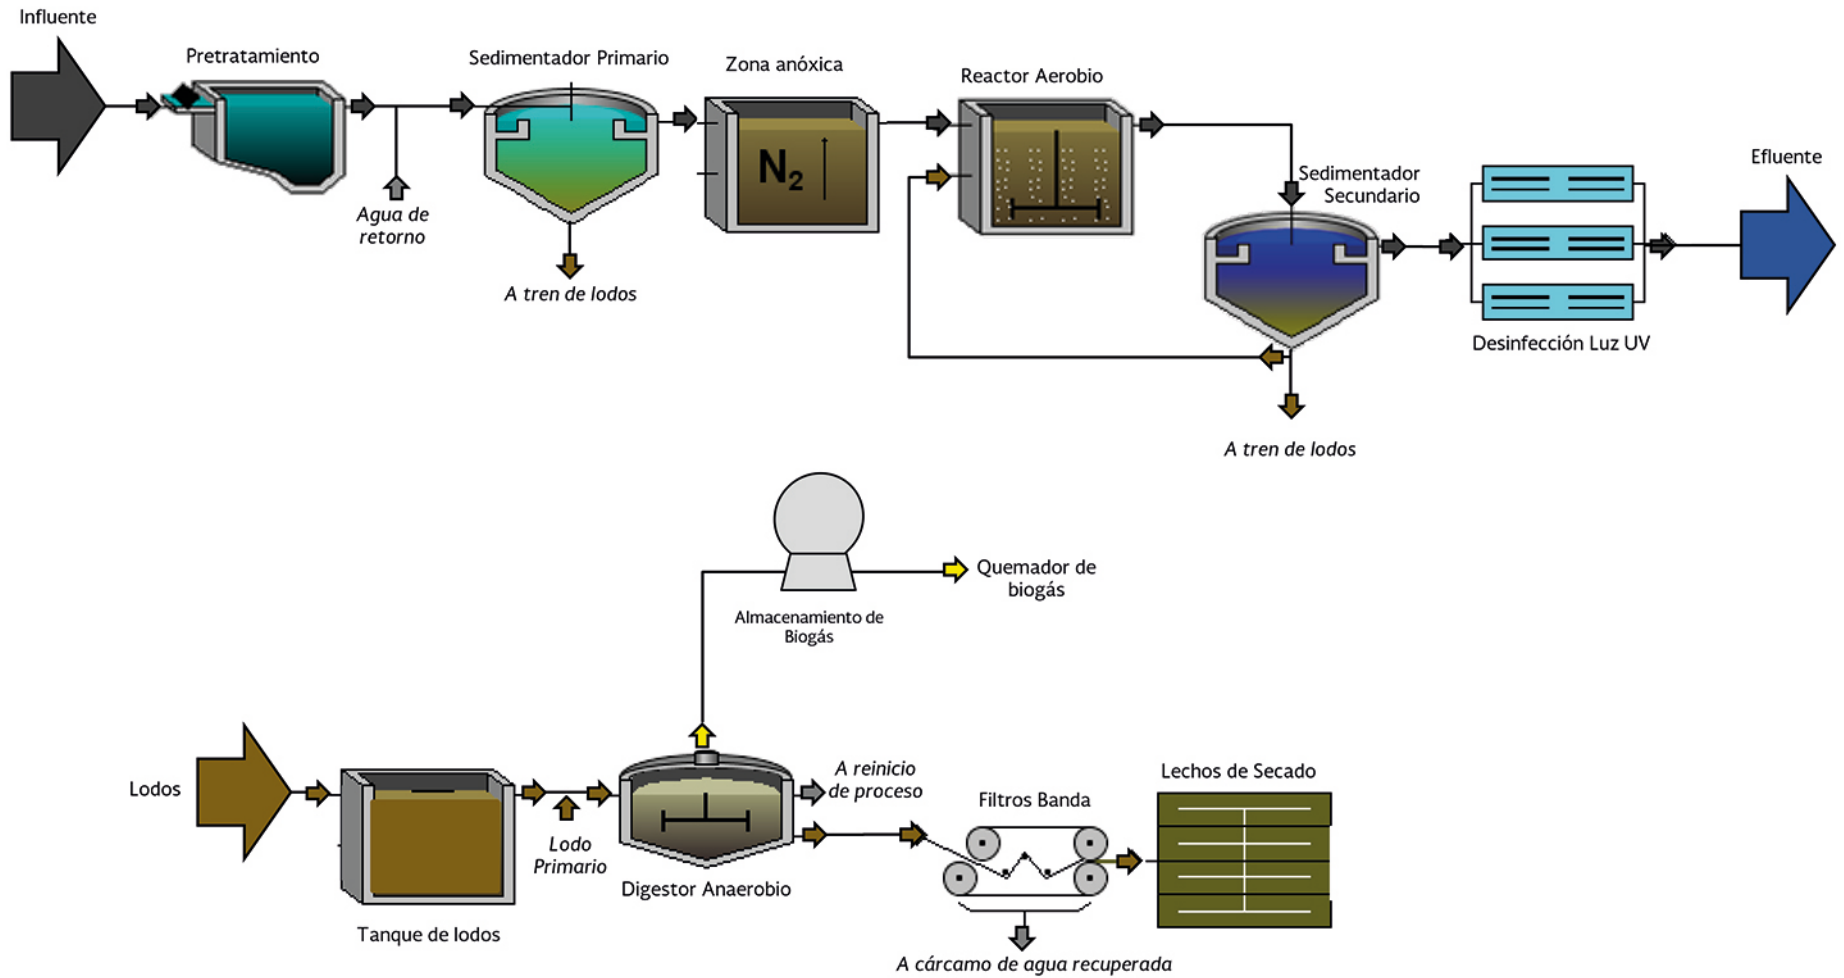 Influente
Pretratamiento
Sedimentador Primario
Zona anóxica
Reactor Aerobio
N2
Agua de
retorno
A tren de lodos
Sedimentador
Secundario
Efluente
Desinfección Luz UV
A tren de lodos
Quemador de
biogás
Almacenamiento de
Biogás
Lodos
Lodo
Primario
A reinicio
de proceso
Filtros Banda
Lechos de Secado
Digestor Anaerobio
Tanque de lodos
A cárcamo de agua recuperada